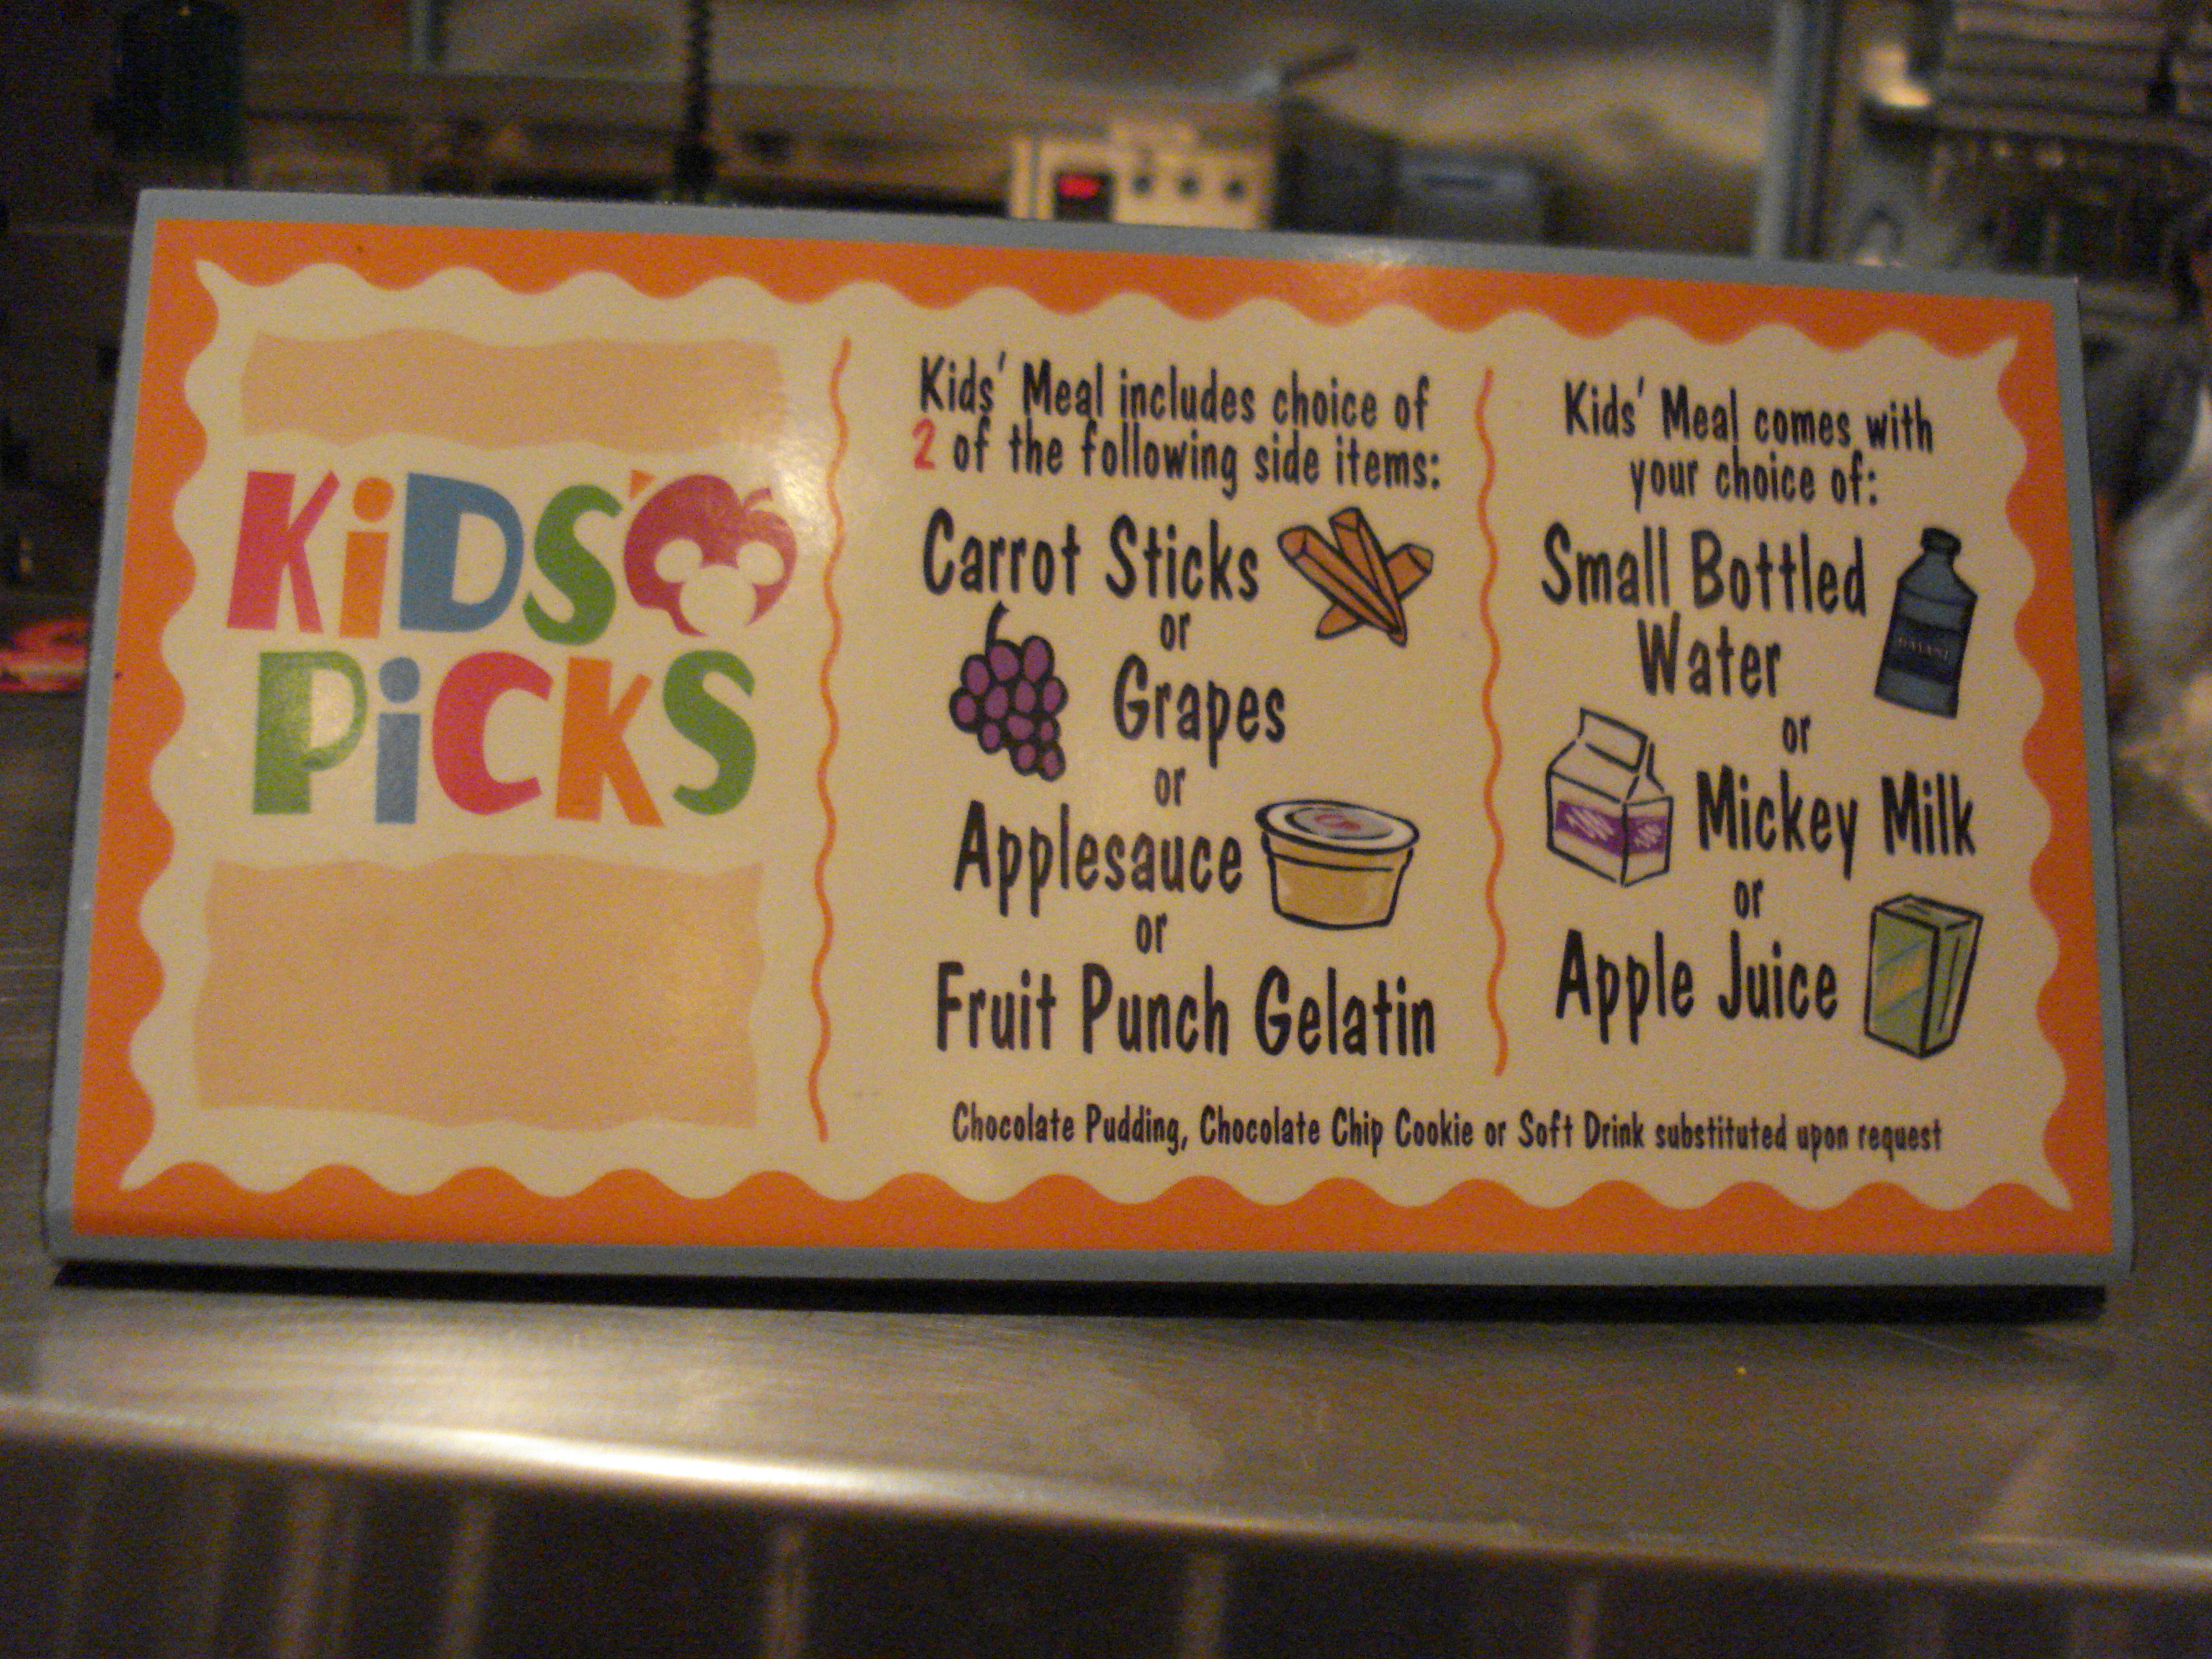 KiDS'
PiCKS
Kids' Meal includes choice of
2 of the following side items:
Carrot Sticks
or
Grapes
or
Applesauce
or
Fruit Punch Gelatin
Kids' Meal comes with
your choice of:
Small Bottled
Water
or
Mickey Milk
or
Apple Juice
DASANI
Chocolate Pudding, Chocolate Chip Cookie or Soft Drink substituted upon request